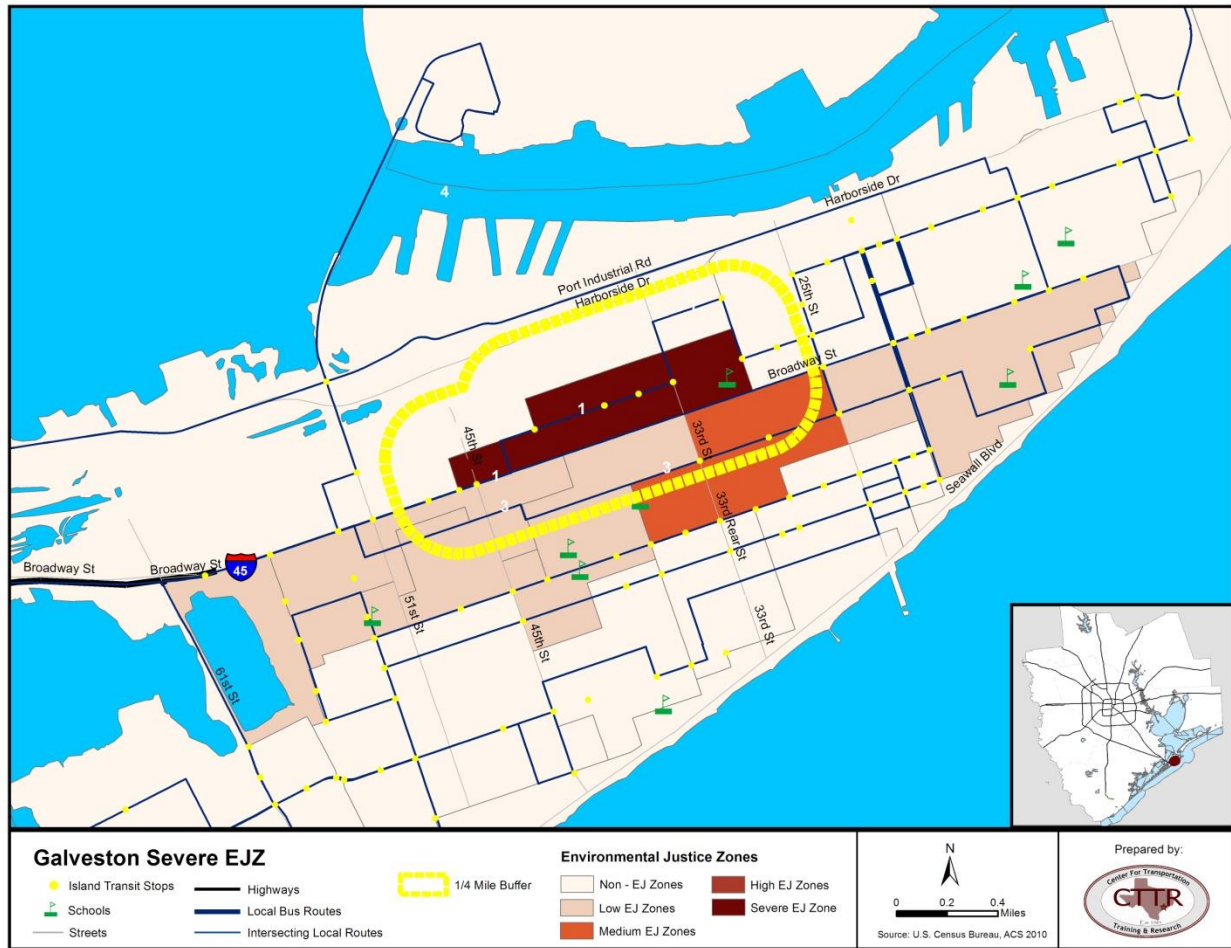 4
Harborside Dr
Port Industrial Rd
Harborside Dr
25th St
Broadway St
1
45th St
33rd St
1
3
3
Seawall Blvd
33rd Rear St
Broadway St
Broadway St
45
51st St
45th St
33rd St
61st St
Galveston Severe EJZ
Island Transit Stops
Schools
Streets
Highways
Local Bus Routes
Intersecting Local Routes
1/4 Mile Buffer
Environmental Justice Zones
Non - EJ Zones
Low EJ Zones
Medium EJ Zones
High EJ Zones
Severe EJ Zone
N
0 0.2 0.4
Miles
Source: U.S. Census Bureau, ACS 2010
Prepared by:
Center For Transportation
CTTR
Training & Research